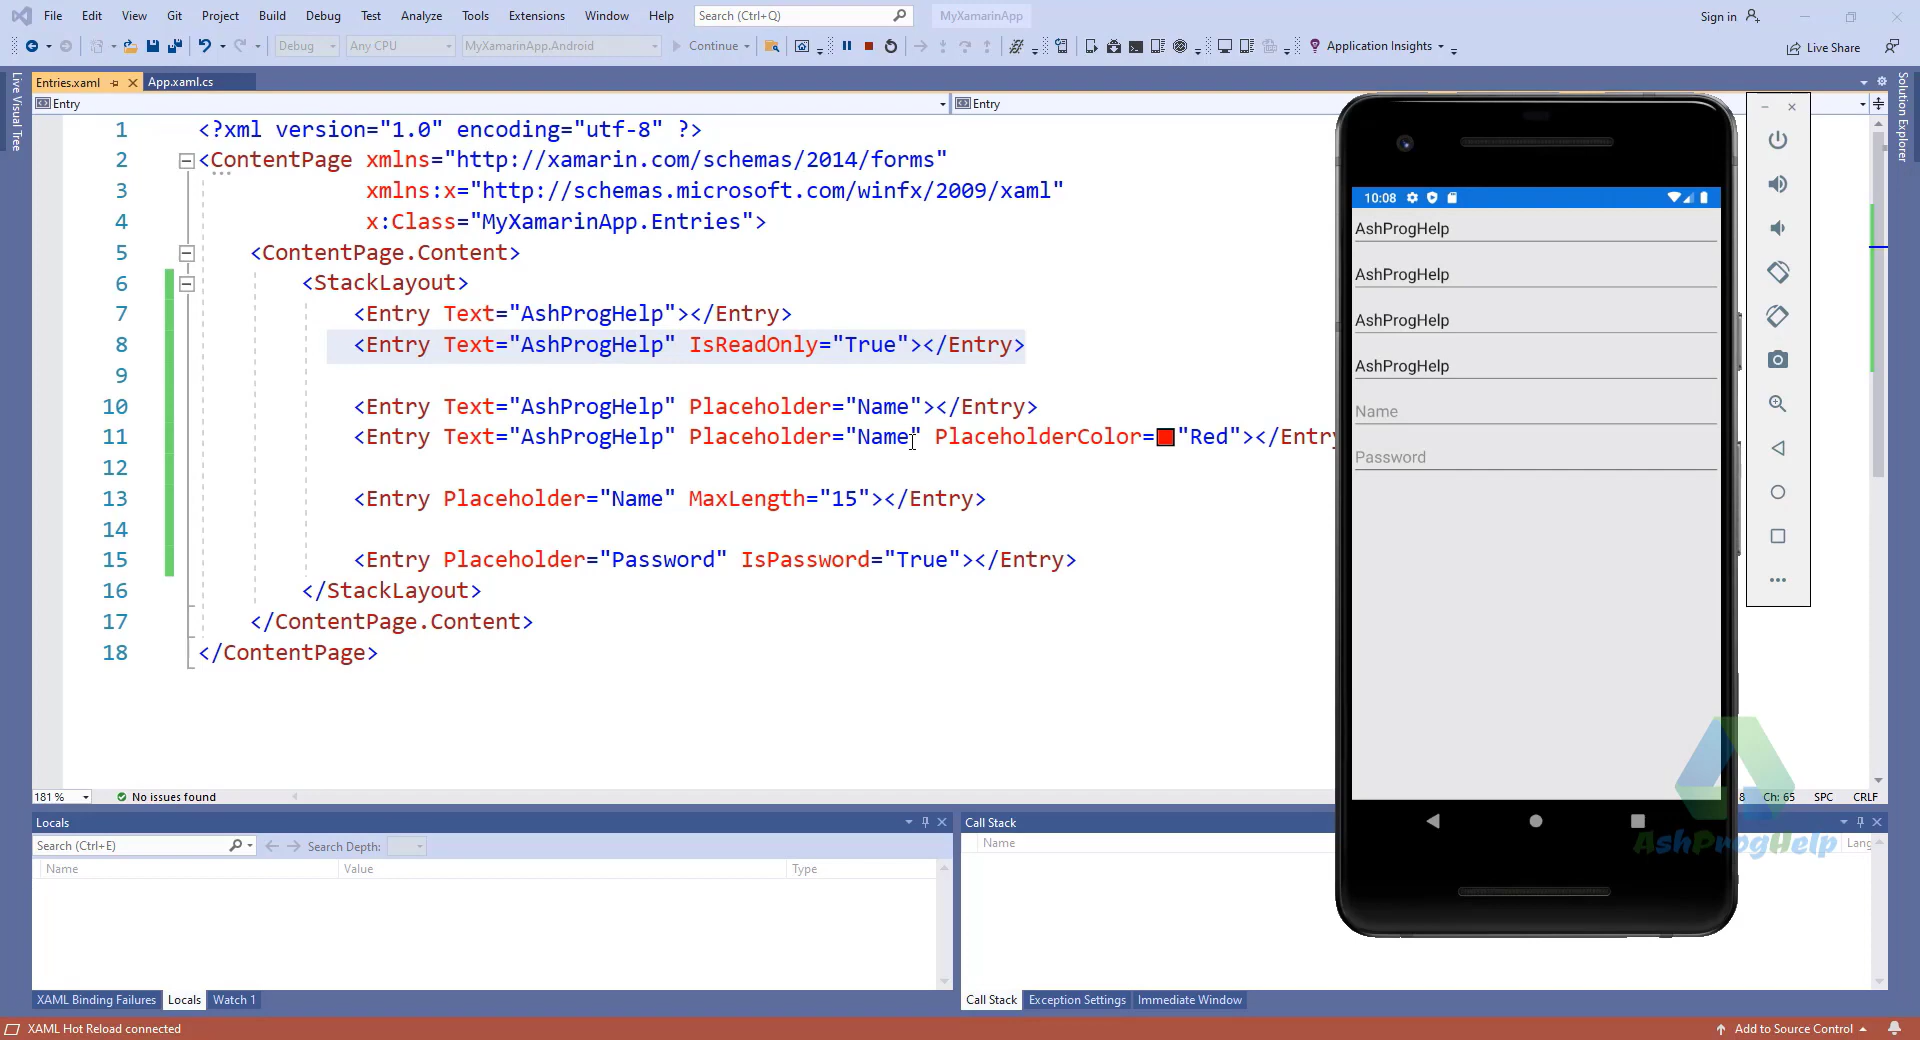 File Edit View Git Project Build Debug Test Analyze Tools Extensions Window Help Search (Ctrl+Q) MyXamarinApp Sign in
Debug Any CPU MyXamarinApp.Android Continue Application Insights Live Share
Live Visual Tree
Entries.xaml App.xaml.cs
Solution Explorer
Entry Entry
1 <?xml version="1.0" encoding="utf-8" ?>
2 <ContentPage xmlns="http://xamarin.com/schemas/2014/forms"
3 xmlns:x="http://schemas.microsoft.com/winfx/2009/xaml"
4 x:Class="MyXamarinApp.Entries">
5 <ContentPage.Content>
6 <StackLayout>
7 <Entry Text="AshProgHelp"></Entry>
8 <Entry Text="AshProgHelp" IsReadOnly="True"></Entry>
9
10 <Entry Text="AshProgHelp" Placeholder="Name"></Entry>
11 <Entry Text="AshProgHelp" Placeholder="Name" PlaceholderColor="Red"></Entry
12
13 <Entry Placeholder="Name" MaxLength="15"></Entry>
14
15 <Entry Placeholder="Password" IsPassword="True"></Entry>
16 </StackLayout>
17 </ContentPage.Content>
18 </ContentPage>
10:08
AshProgHelp
AshProgHelp
AshProgHelp
AshProgHelp
Name
Password
181 % No issues found 8 Ch: 65 SPC CRLF
Locals
Search (Ctrl+E) Search Depth:
Name Value Type
XAML Binding Failures Locals Watch 1
Call Stack
Name Lang
Call Stack Exception Settings Immediate Window
AshProgHelp
XAML Hot Reload connected Add to Source Control